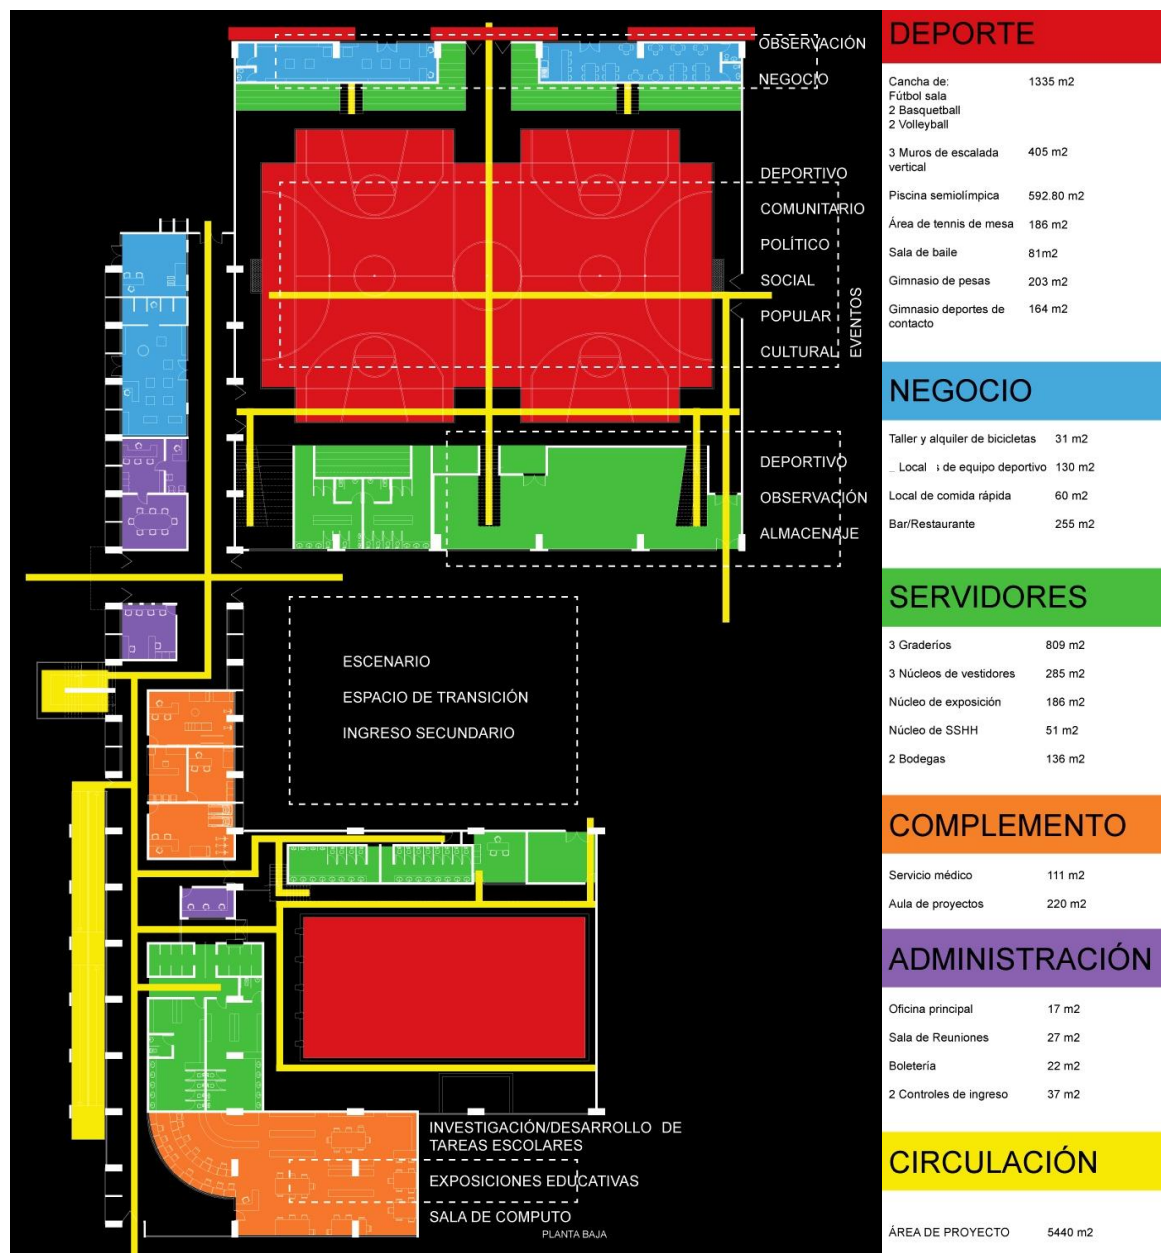 OBSERVACIÓN
NEGOCIO
DEPORTIVO
COMUNITARIO
POLÍTICO
SOCIAL
POPULAR
CULTURAL
EVENTOS
DEPORTIVO
OBSERVACIÓN
ALMACENAJE
ESCENARIO
ESPACIO DE TRANSICIÓN
INGRESO SECUNDARIO
INVESTIGACIÓN/DESARROLLO DE
TAREAS ESCOLARES
EXPOSICIONES EDUCATIVAS
SALA DE COMPUTO
PLANTA BAJA
DEPORTE
Cancha de: 1335 m2
Fútbol sala
2 Basquetball
2 Volleyball
3 Muros de escalada 405 m2
vertical
Piscina semiolímpica 592.80 m2
Área de tennis de mesa 186 m2
Sala de baile 81m2
Gimnasio de pesas 203 m2
Gimnasio deportes de 164 m2
contacto
NEGOCIO
Taller y alquiler de bicicletas 31 m2
Local s de equipo deportivo 130 m2
Local de comida rápida 60 m2
Bar/Restaurante 255 m2
SERVIDORES
3 Graderíos 809 m2
3 Núcleos de vestidores 285 m2
Núcleo de exposición 186 m2
Núcleo de SSHH 51 m2
2 Bodegas 136 m2
COMPLEMENTO
Servicio médico 111 m2
Aula de proyectos 220 m2
ADMINISTRACIÓN
Oficina principal 17 m2
Sala de Reuniones 27 m2
Boletería 22 m2
2 Controles de ingreso 37 m2
CIRCULACIÓN
ÁREA DE PROYECTO 5440 m2